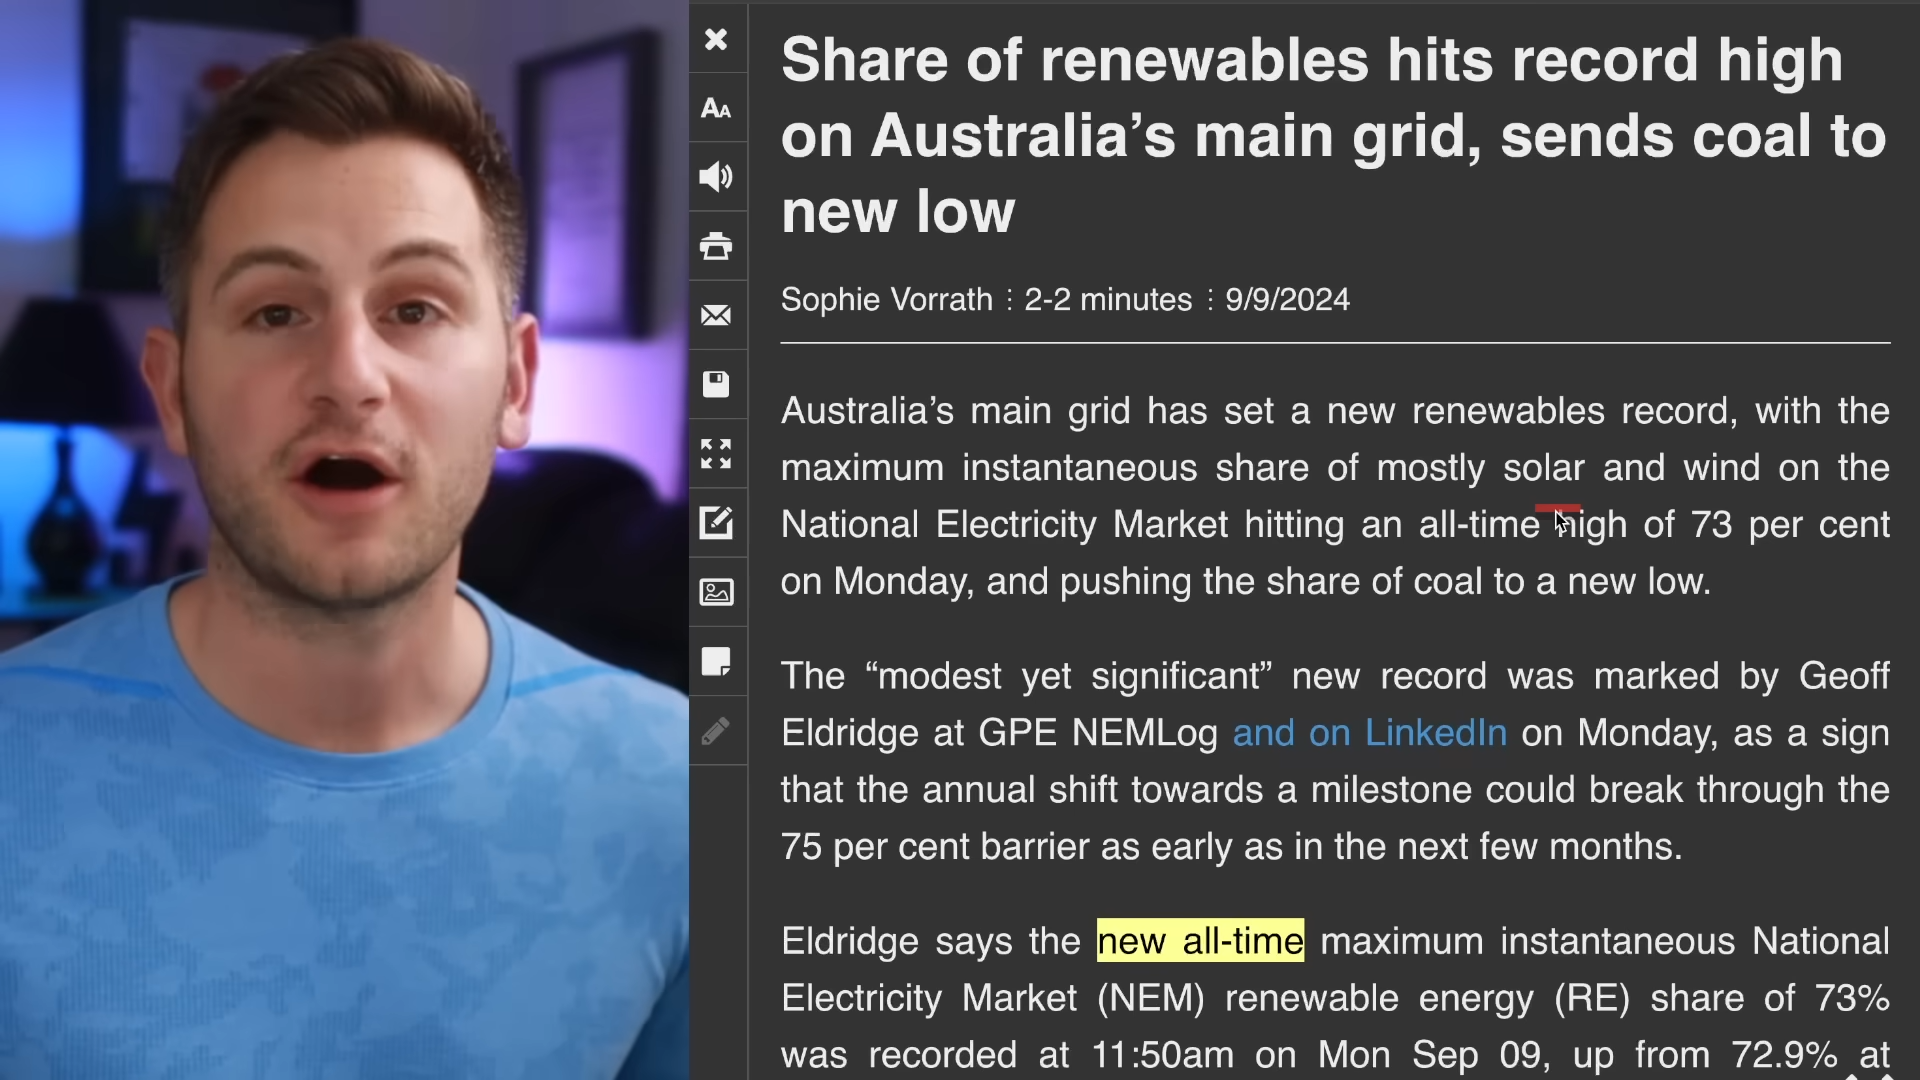 Share of renewables hits record high
on Australia’s main grid, sends coal to
new low
Sophie Vorrath ⋮ 2-2 minutes ⋮ 9/9/2024
Australia’s main grid has set a new renewables record, with the
maximum instantaneous share of mostly solar and wind on the
National Electricity Market hitting an all-time high of 73 per cent
on Monday, and pushing the share of coal to a new low.
The “modest yet significant” new record was marked by Geoff
Eldridge at GPE NEMLog and on LinkedIn on Monday, as a sign
that the annual shift towards a milestone could break through the
75 per cent barrier as early as in the next few months.
Eldridge says the new all-time maximum instantaneous National
Electricity Market (NEM) renewable energy (RE) share of 73%
was recorded at 11:50am on Mon Sep 09, up from 72.9% at
AA